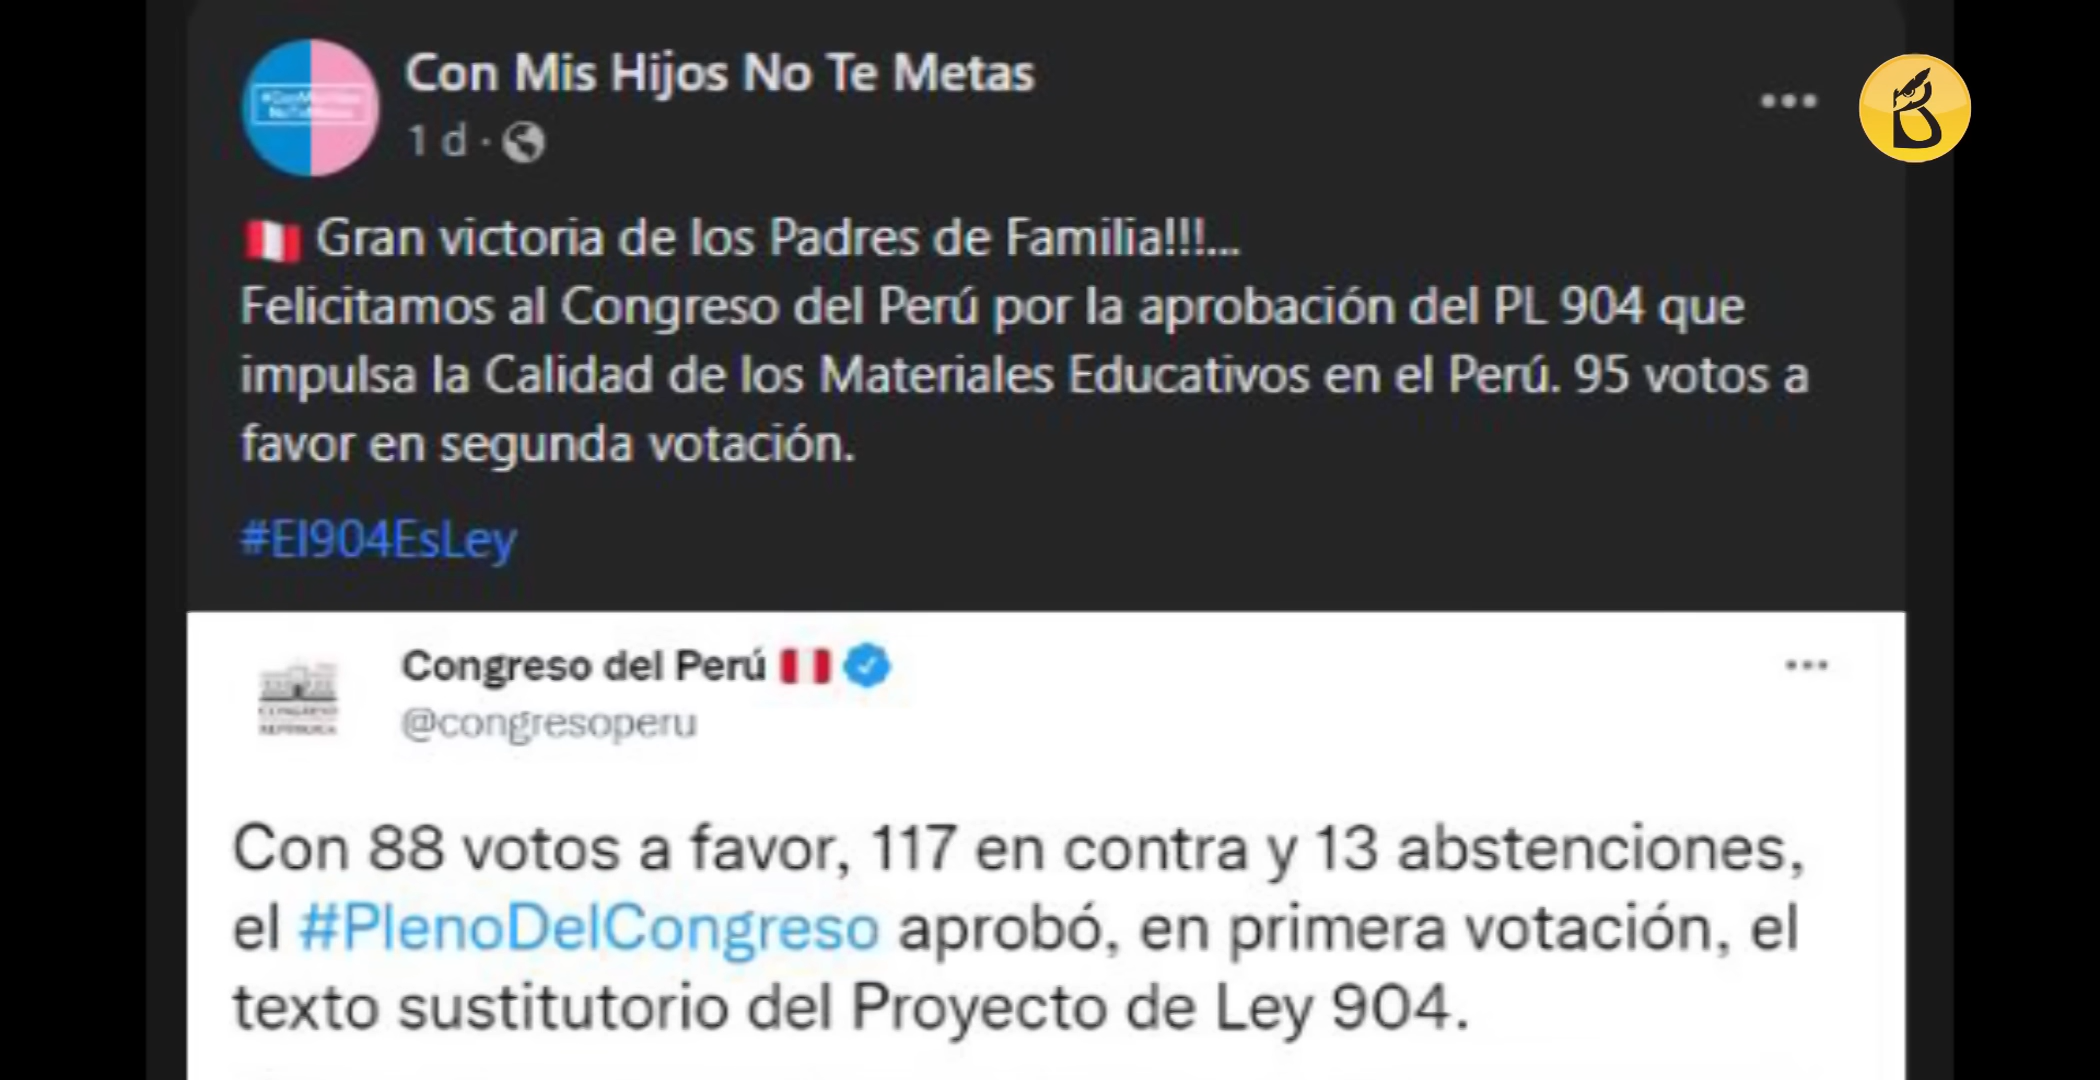 Con Mis Hijos No Te Metas
1 d ·
Gran victoria de los Padres de Familia!!!...
Felicitamos al Congreso del Perú por la aprobación del PL 904 que
impulsa la Calidad de los Materiales Educativos en el Perú. 95 votos a
favor en segunda votación.
#El904EsLey
Congreso del Perú
@congresoperu
Con 88 votos a favor, 117 en contra y 13 abstenciones,
el #PlenoDelCongreso aprobó, en primera votación, el
texto sustitutorio del Proyecto de Ley 904.